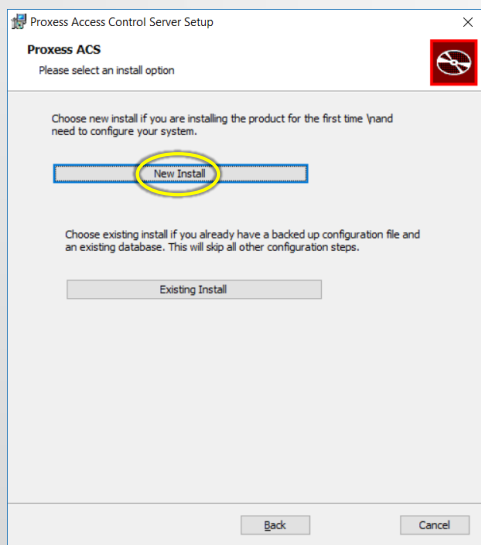 Proxess Access Control Server Setup
Proxess ACS
Please select an install option
Choose new install if you are installing the product for the first time \nand
need to configure your system.
New Install
Choose existing install if you already have a backed up configuration file and
an existing database. This will skip all other configuration steps.
Existing Install
Back
Cancel